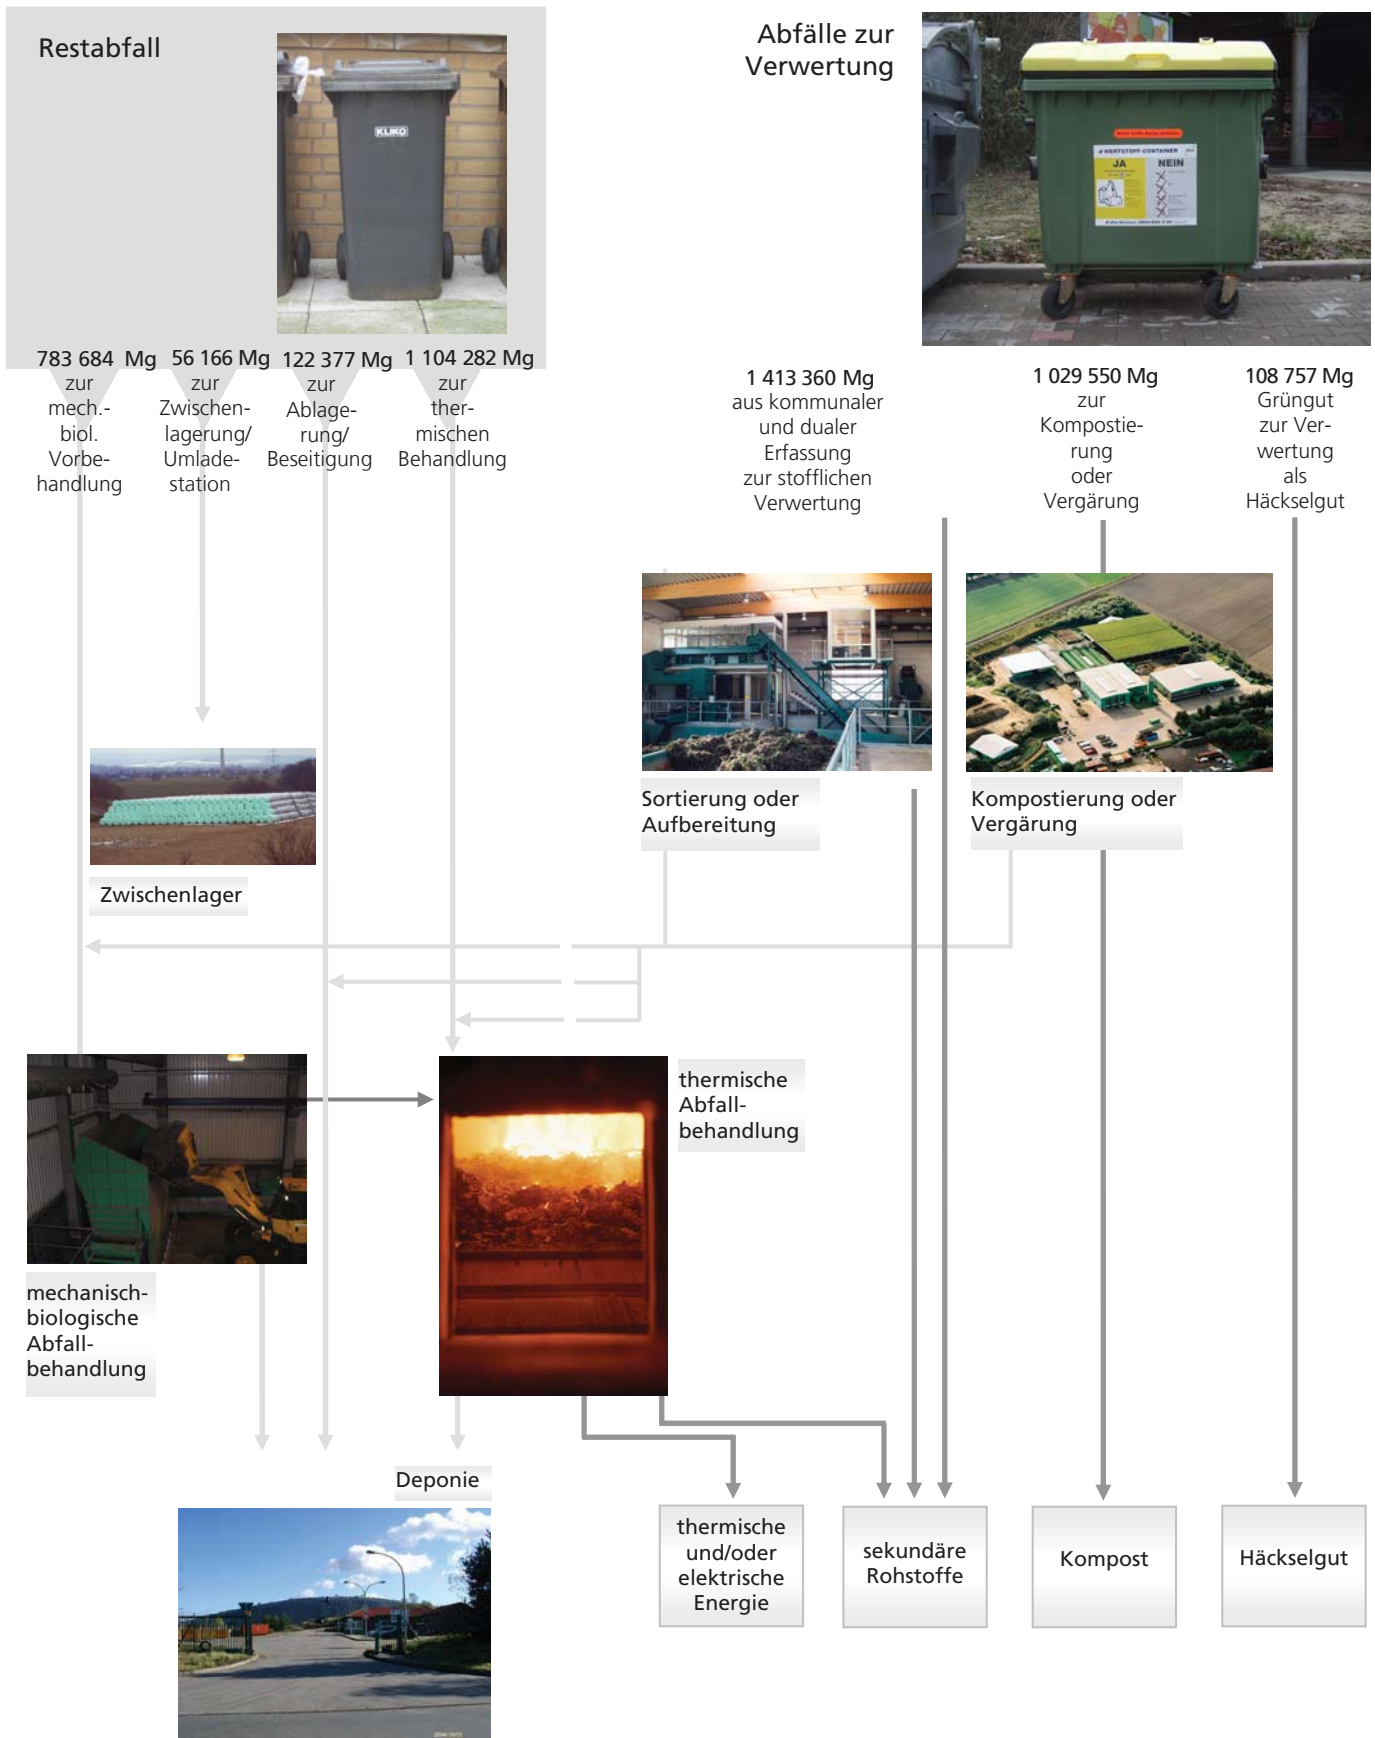 Restabfall
KLIKO
Abfälle zur
Verwertung
WERTSTOFF-CONTAINER
JA
NEIN
783 684 Mg
zur
mech.-
biol.
Vorbe-
handlung
56 166 Mg
zur
Zwischen-
lagerung/
Umlade-
station
122 377 Mg
zur
Ablage-
rung/
Beseitigung
1 104 282 Mg
zur
ther-
mischen
Behandlung
1 413 360 Mg
aus kommunaler
und dualer
Erfassung
zur stofflichen
Verwertung
1 029 550 Mg
zur
Kompostie-
rung
oder
Vergärung
108 757 Mg
Grüngut
zur Ver-
wertung
als
Häckselgut
Sortierung oder
Aufbereitung
Kompostierung oder
Vergärung
Zwischenlager
thermische
Abfall-
behandlung
mechanisch-
biologische
Abfall-
behandlung
Deponie
thermische
und/oder
elektrische
Energie
sekundäre
Rohstoffe
Kompost
Häckselgut